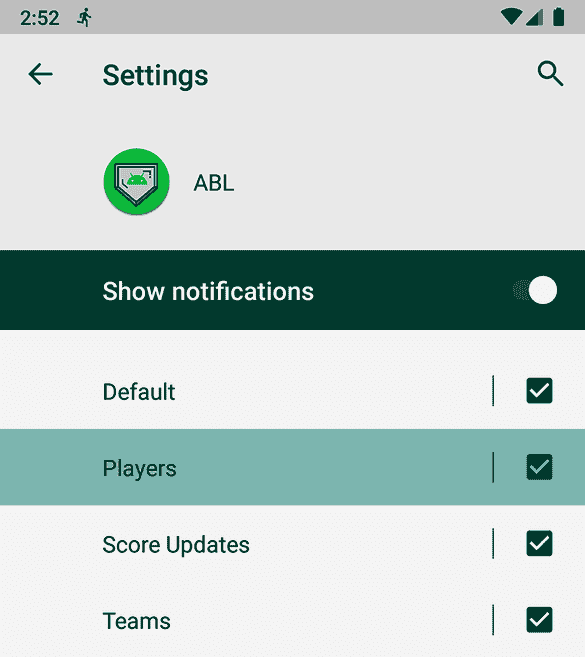 2:52
Settings
ABL
Show notifications
Default
Players
Score Updates
Teams